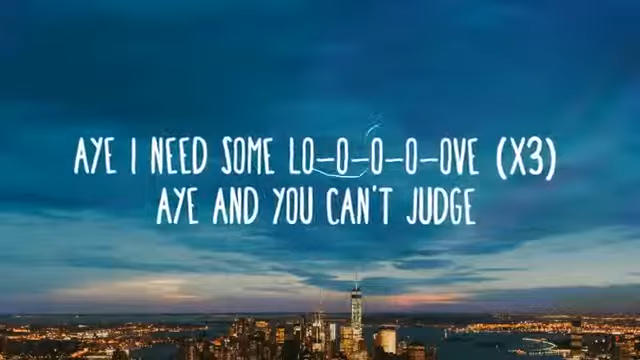 AYE I NEED SOME LO-O-O-O-OVE (X3)
AYE AND YOU CAN'T JUDGE